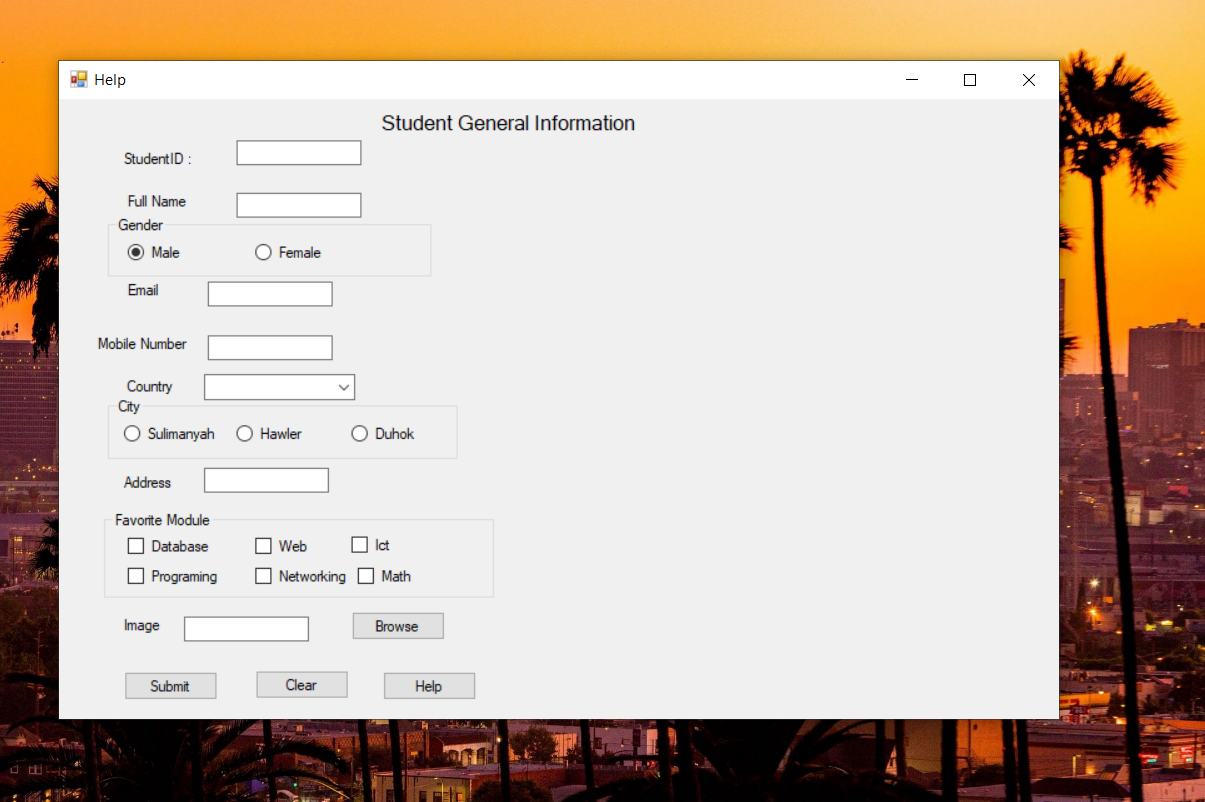 Help
Student General Information
StudentID :
Full Name
Gender
Male Female
Email
Mobile Number
Country
City
Sulimanyah Hawler Duhok
Address
Favorite Module
Database Web Ict
Programing Networking Math
Image Browse
Submit Clear Help